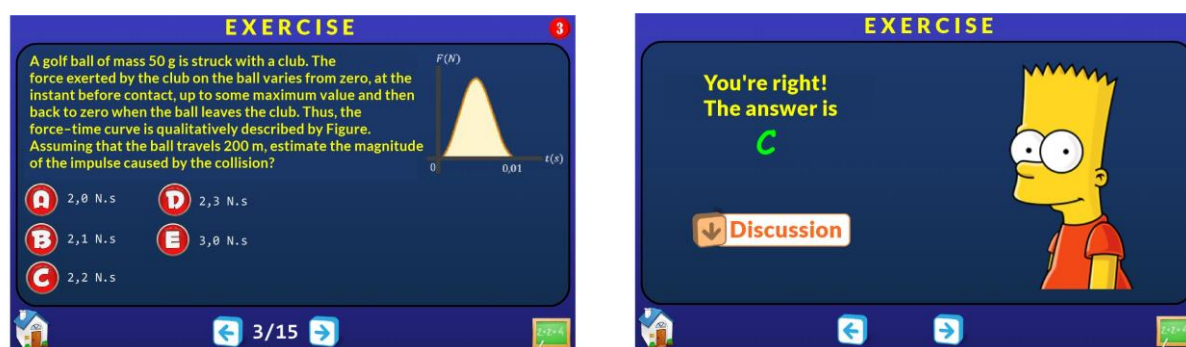 EXERCISE
3
A golf ball of mass 50 g is struck with a club. The
force exerted by the club on the ball varies from zero, at the
instant before contact, up to some maximum value and then
back to zero when the ball leaves the club. Thus, the
force–time curve is qualitatively described by Figure.
Assuming that the ball travels 200 m, estimate the magnitude
of the impulse caused by the collision?
F(N)
t(s)
0
0,01
A 2,0 N.s
B 2,1 N.s
C 2,2 N.s
D 2,3 N.s
E 3,0 N.s
3/15
EXERCISE
You're right!
The answer is
C
Discussion